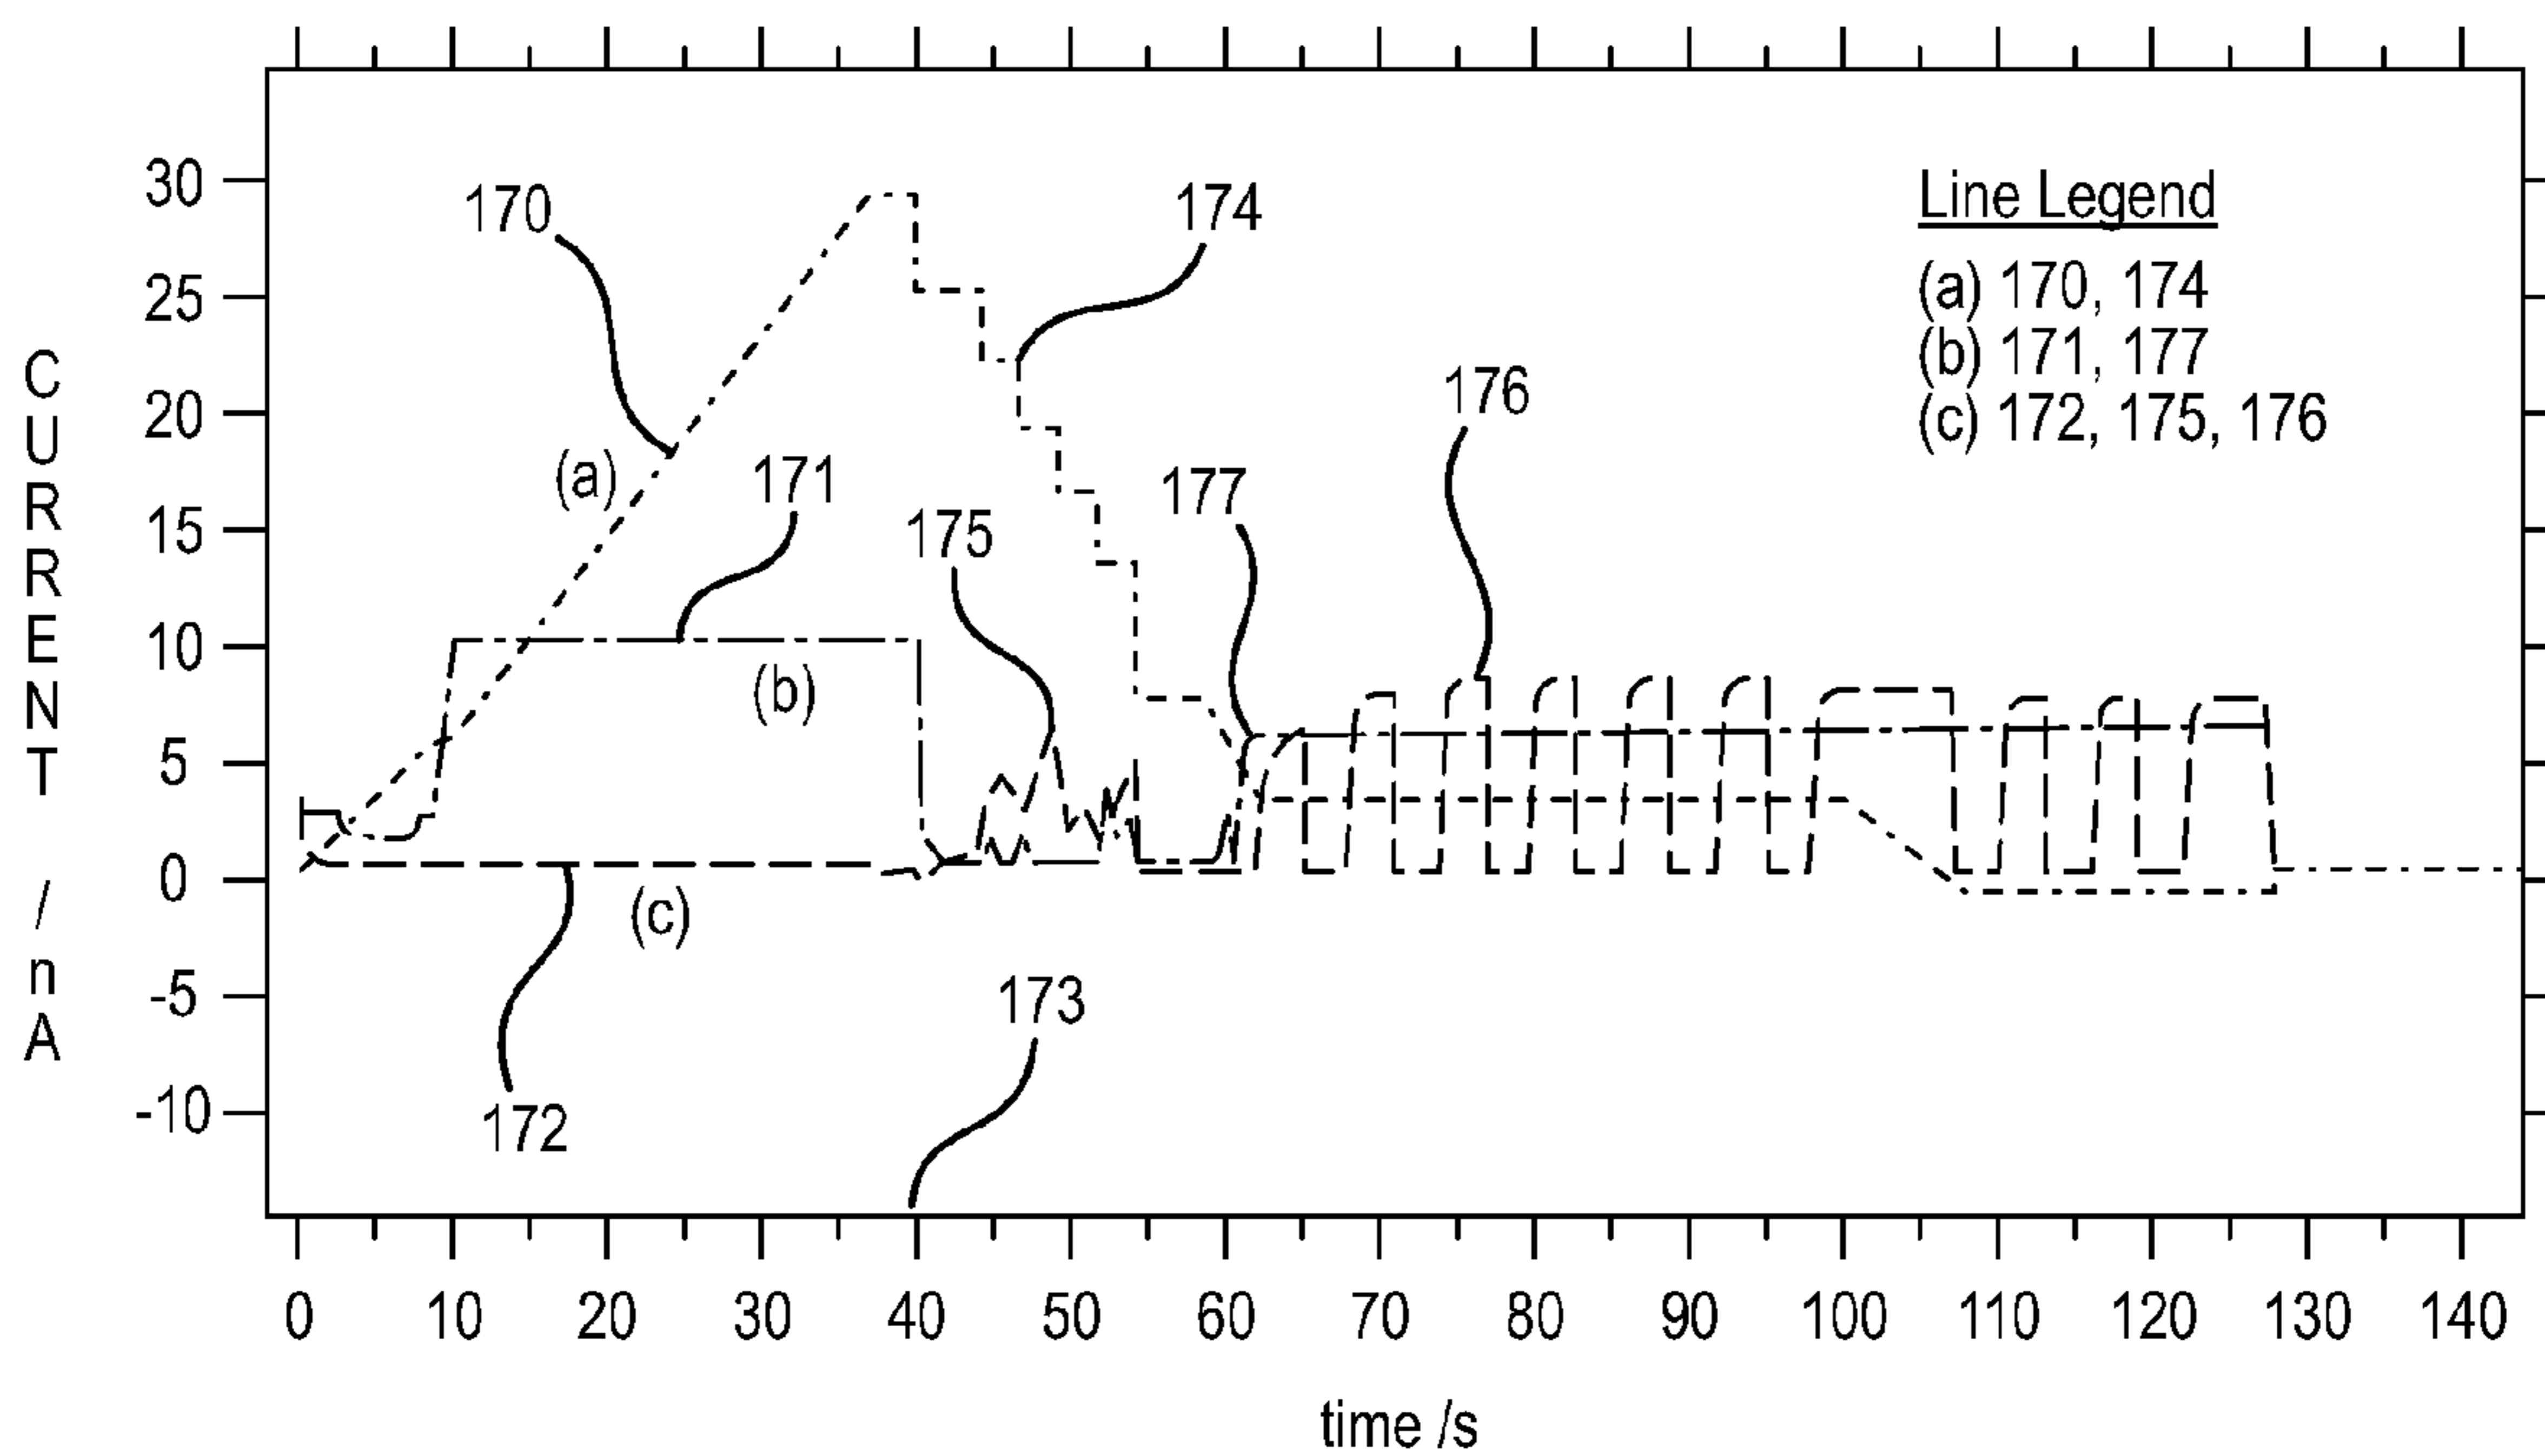 CURRENT /nA
30
25
20
15
10
5
0
-5
-10
170
174
176
177
171
175
(a)
(b)
(c)
172
173
Line Legend
(a) 170, 174
(b) 171, 177
(c) 172, 175, 176
0 10 20 30 40 50 60 70 80 90 100 110 120 130 140
time /s